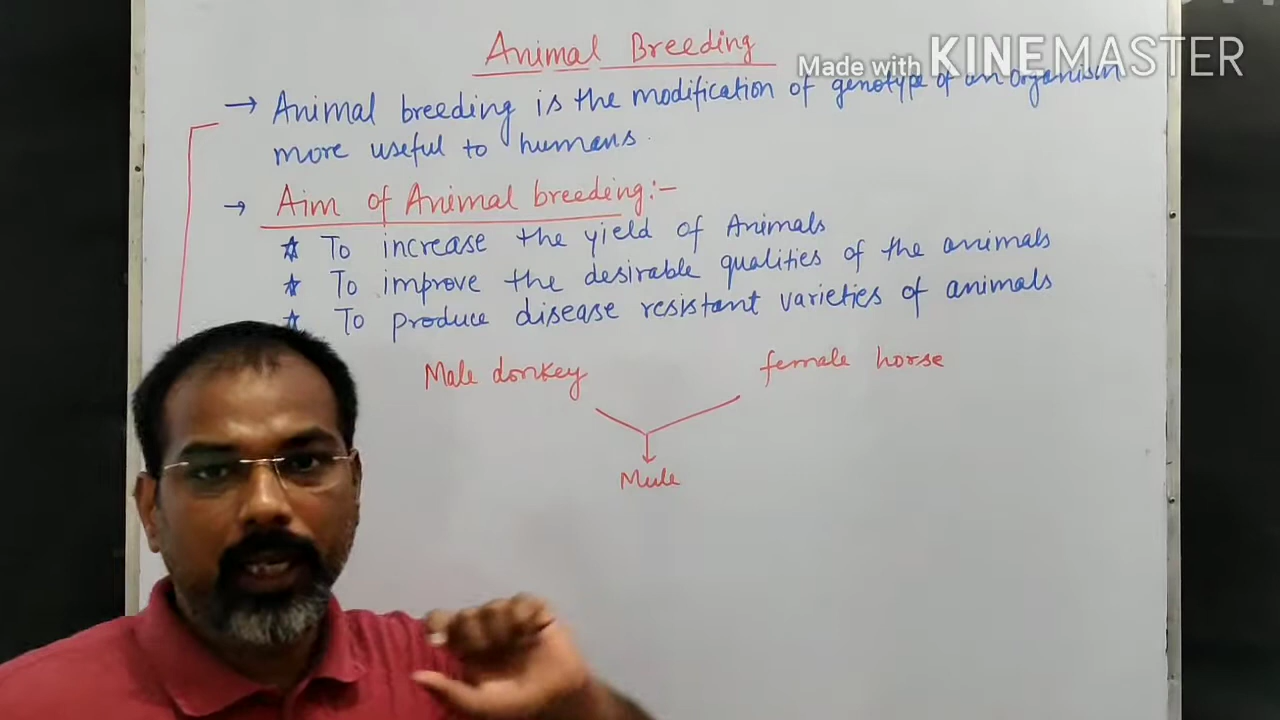 Animal Breeding
Made with KINEMASTER
→ Animal breeding is the modification of genotype of an organism
more useful to humans.
→ Aim of Animal breeding:-
☆ To increase the yield of Animals
☆ To improve the desirable qualities of the animals
☆ To produce disease resistant varieties of animals
Male donkey female horse
Mule